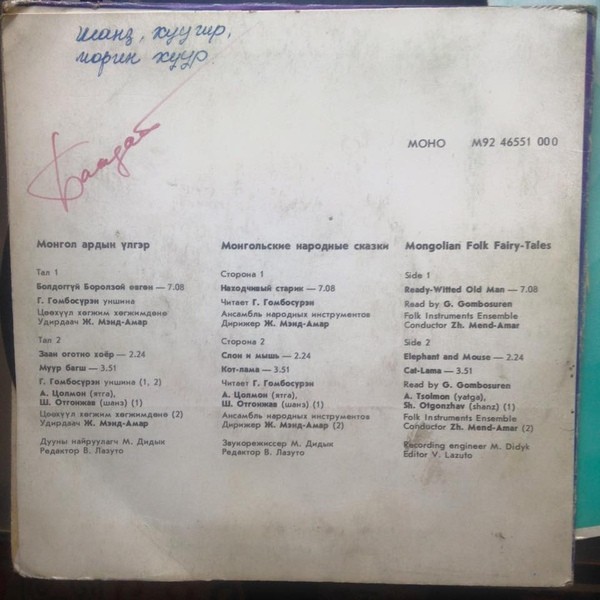 шанз, хуугир,
морин хуур
МОНО М92 46551 000
Монгол ардын үлгэр
Тал 1
Болдоггүй Боролзой өвгөн — 7.08
Г. Гомбосүрэн уншина
Цөөхүүл хөгжим хөгжимдөнө
Удирдаач Ж. Мэнд-Амар
Тал 2
Заан оготно хоёр — 2.24
Муур багш — 3.51
Г. Гомбосүрэн уншина (1, 2)
А. Цолмон (ятга),
Ш. Отгонжав (шанз) (1)
Цөөхүүл хөгжим хөгжимдөнө (2)
Удирдаач Ж. Мэнд-Амар
Дууны найруулагч М. Дидык
Редактор В. Лазуто
Монгольские народные сказки
Сторона 1
Находчивый старик — 7.08
Читает Г. Гомбосүрэн
Ансамбль народных инструментов
Дирижер Ж. Мэнд-Амар
Сторона 2
Слон и мышь — 2.24
Кот-лама — 3.51
Читает Г. Гомбосүрэн
А. Цолмон (ятга),
Ш. Отгонжав (шанз) (1)
Ансамбль народных инструментов
Дирижер Ж. Мэнд-Амар (2)
Звукорежиссер М. Дидык
Редактор В. Лазуто
Mongolian Folk Fairy-Tales
Side 1
Ready-Witted Old Man — 7.08
Read by G. Gombosuren
Folk Instruments Ensemble
Conductor Zh. Mend-Amar
Side 2
Elephant and Mouse — 2.24
Cat-Lama — 3.51
Read by G. Gombosuren
A. Tsolmon (yatga),
Sh. Otgonzhav (shanz) (1)
Folk Instruments Ensemble
Conductor Zh. Mend-Amar (2)
Recording engineer M. Didyk
Editor V. Lazuto